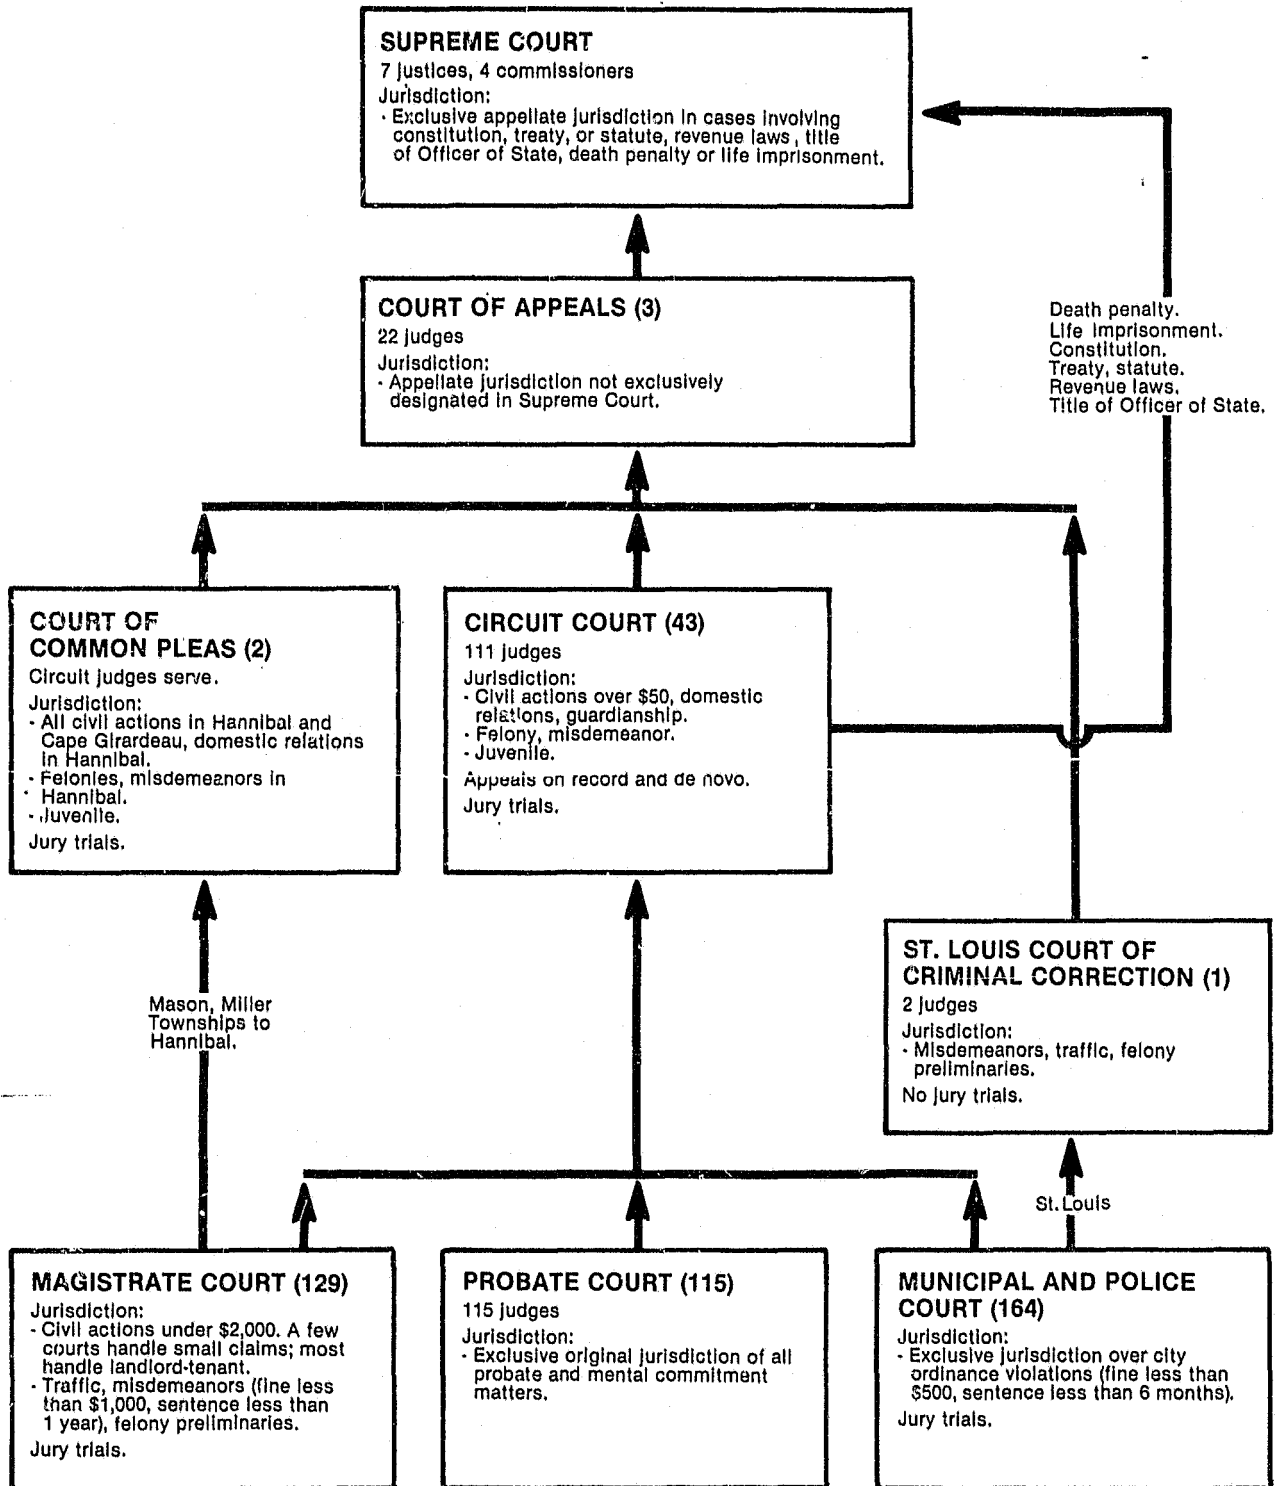 SUPREME COURT
7 justices, 4 commissioners
Jurisdiction:
- Exclusive appellate jurisdiction in cases involving
constitution, treaty, or statute, revenue laws, title
of Officer of State, death penalty or life imprisonment.
COURT OF APPEALS (3)
22 judges
Jurisdiction:
- Appellate jurisdiction not exclusively
designated in Supreme Court.
Death penalty.
Life imprisonment.
Constitution.
Treaty, statute.
Revenue laws.
Title of Officer of State.
COURT OF
COMMON PLEAS (2)
Circuit judges serve.
Jurisdiction:
- All civil actions in Hannibal and
Cape Girardeau, domestic relations
in Hannibal.
- Felonies, misdemeanors in
Hannibal.
- Juvenile.
Jury trials.
CIRCUIT COURT (43)
111 judges
Jurisdiction:
- Civil actions over $50, domestic
relations, guardianship.
- Felony, misdemeanor.
- Juvenile.
Appeals on record and de novo.
Jury trials.
ST. LOUIS COURT OF
CRIMINAL CORRECTION (1)
2 judges
Jurisdiction:
- Misdemeanors, traffic, felony
preliminaries.
No jury trials.
Mason, Miller
Townships to
Hannibal.
St. Louis
MAGISTRATE COURT (129)
Jurisdiction:
- Civil actions under $2,000. A few
courts handle small claims; most
handle landlord-tenant.
- Traffic, misdemeanors (fine less
than $1,000, sentence less than
1 year), felony preliminaries.
Jury trials.
PROBATE COURT (115)
115 judges
Jurisdiction:
- Exclusive original jurisdiction of all
probate and mental commitment
matters.
MUNICIPAL AND POLICE
COURT (164)
Jurisdiction:
- Exclusive jurisdiction over city
ordinance violations (fine less than
$500, sentence less than 6 months).
Jury trials.